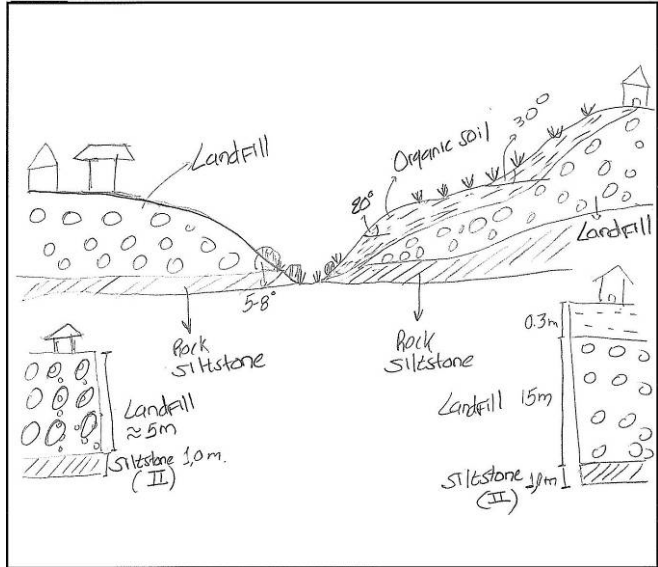 Landfill
Organic soil
30°
20°
Landfill
5-8°
Rock
siltstone
Rock
siltstone
0.3m
Landfill 15m
Landfill
≈5m
Siltstone 1,0m.
(II)
Siltstone 1,0m
(II)